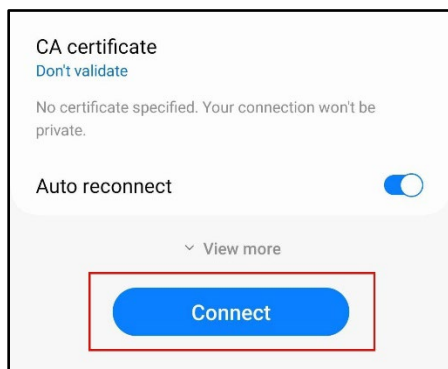 CA certificate
Don't validate
No certificate specified. Your connection won't be
private.
Auto reconnect
View more
Connect